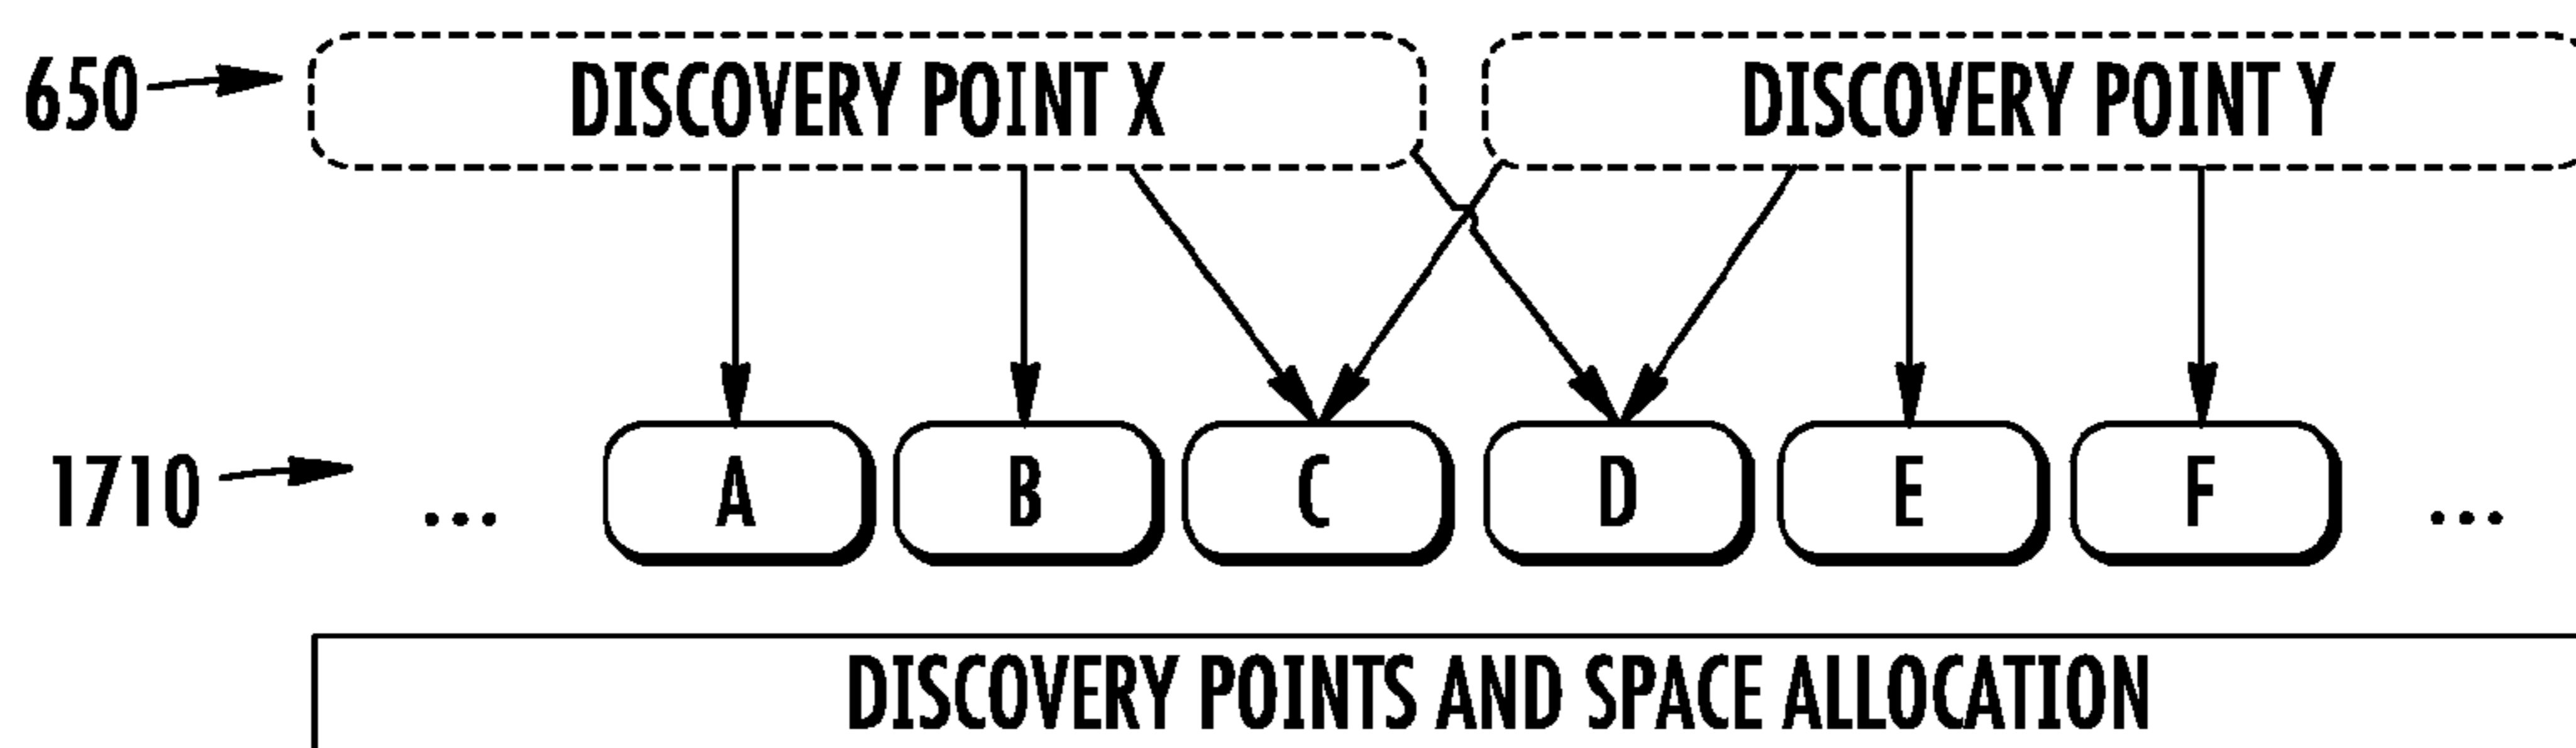 650 DISCOVERY POINT X DISCOVERY POINT Y
1710 ... A B C D E F ...
DISCOVERY POINTS AND SPACE ALLOCATION